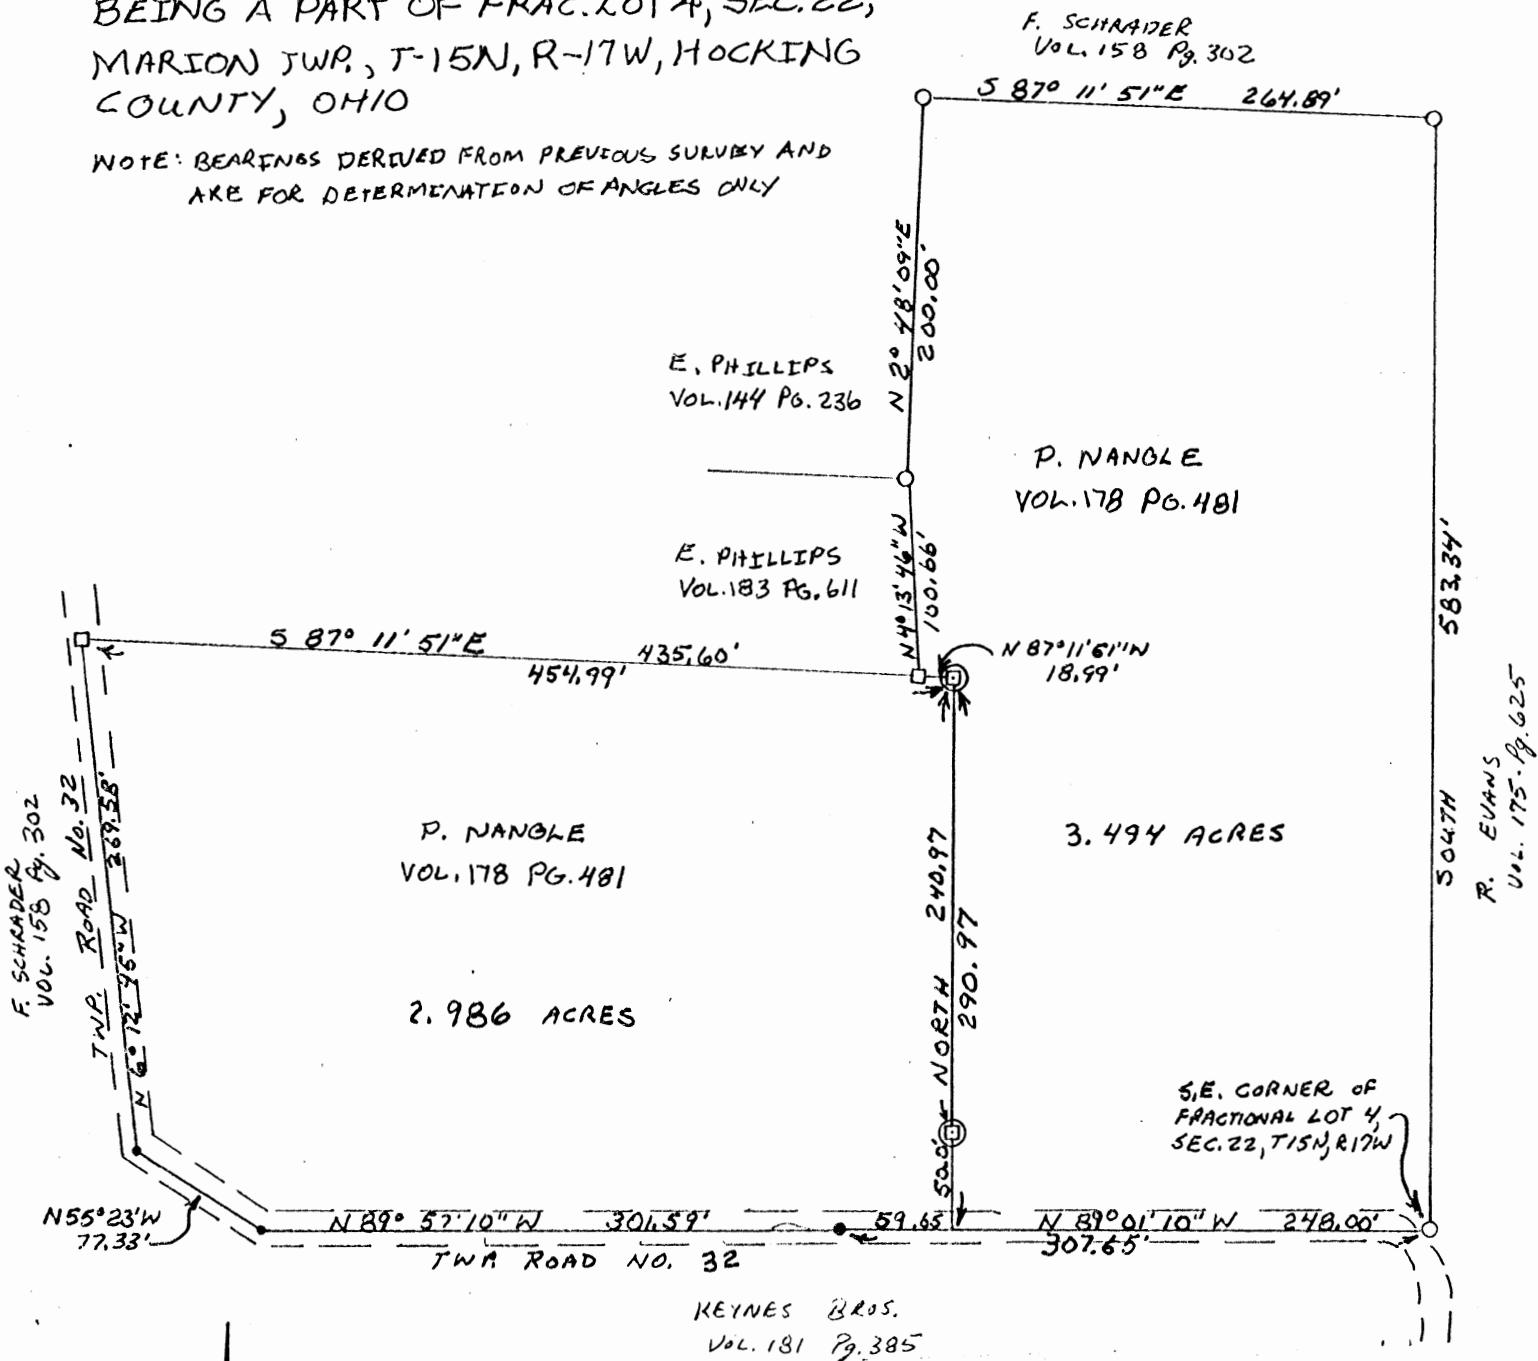 BEING A PART OF FRAC. LOT 4, SEC. 22,
MARION TWP., T-15N, R-17W, HOCKING
COUNTY, OHIO
NOTE: BEARINGS DERIVED FROM PREVIOUS SURVEY AND
ARE FOR DETERMINATION OF ANGLES ONLY
F. SCHRADER
VOL. 158 Pg. 302
S 87° 11' 51" E 264.89'
N 2° 48' 09" E
200.00'
E. PHILLIPS
VOL. 144 PG. 236
P. NANGLE
VOL. 178 PG. 481
E. PHILLIPS
VOL. 183 PG. 611
N 4° 13' 46" W
100.66'
583.34'
SOUTH
R. EVANS
VOL. 175 - Pg. 625
S 87° 11' 51" E 435.60'
454.99'
N 87° 11' 61" W
18.99'
F. SCHRADER
VOL. 158 Pg. 302
TWP. ROAD No. 32
N 6° 12' 45" W 269.58'
P. NANGLE
VOL. 178 PG. 481
2.986 ACRES
3.494 ACRES
NORTH 240.97
290.97
50.0'
S.E. CORNER OF
FRACTIONAL LOT 4,
SEC. 22, T15N, R17W
N55°23'W
77.33'
N 89° 57' 10" W 301.59'
59.65'
N 89° 01' 10" W 248.00'
307.65'
TWP. ROAD NO. 32
KEYNES BROS.
VOL. 181 Pg. 385